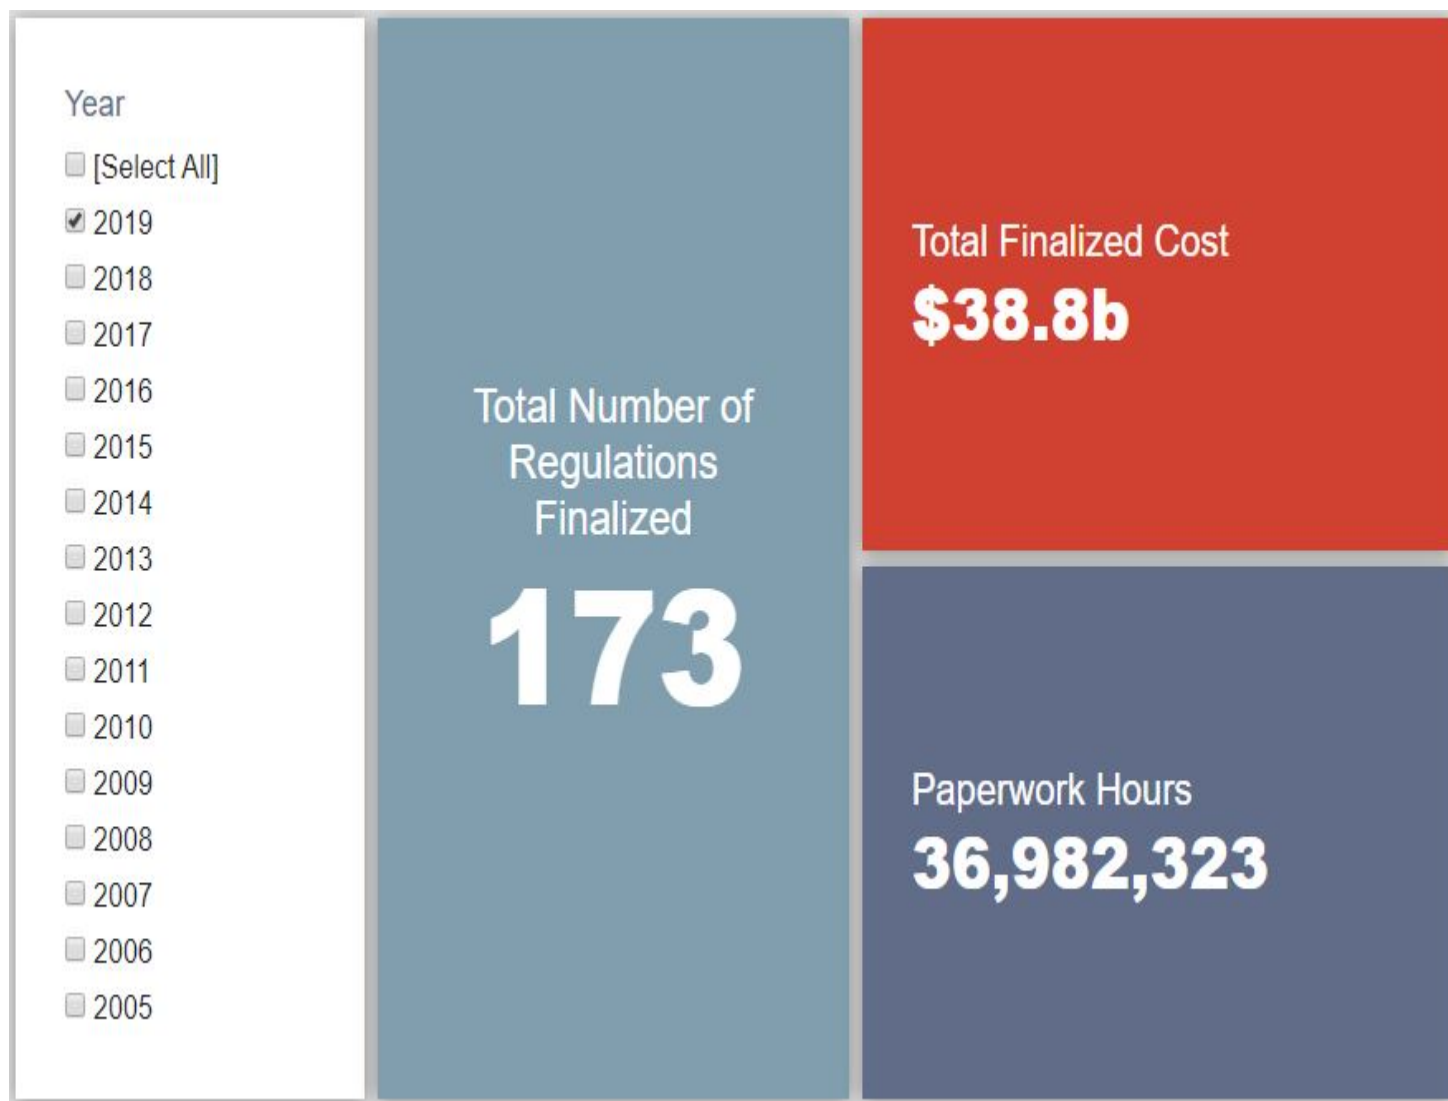 Year
[Select All]
2019
2018
2017
2016
2015
2014
2013
2012
2011
2010
2009
2008
2007
2006
2005
Total Number of
Regulations
Finalized
173
Total Finalized Cost
$38.8b
Paperwork Hours
36,982,323